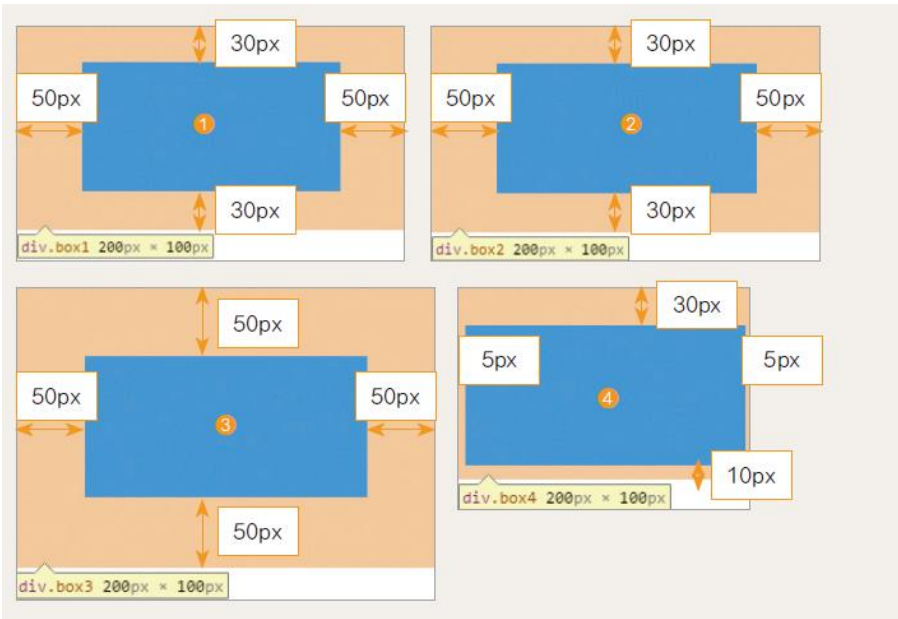 30px
50px
50px
1
30px
div.box1 200px × 100px
30px
50px
50px
2
30px
div.box2 200px × 100px
50px
50px
50px
3
50px
div.box3 200px × 100px
30px
5px
5px
4
10px
div.box4 200px × 100px